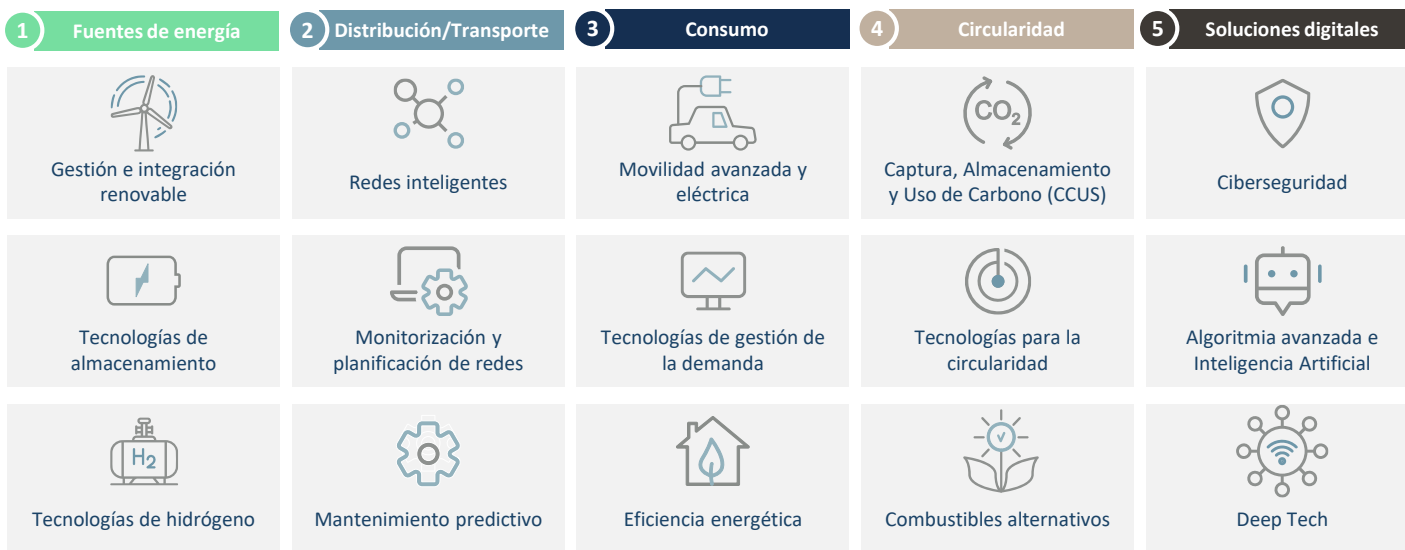 1 Fuentes de energía
2 Distribución/Transporte
3 Consumo
4 Circularidad
5 Soluciones digitales
Gestión e integración
renovable
Redes inteligentes
Movilidad avanzada y
eléctrica
CO2
Captura, Almacenamiento
y Uso de Carbono (CCUS)
Ciberseguridad
Tecnologías de
almacenamiento
Monitorización y
planificación de redes
Tecnologías de gestión de
la demanda
Tecnologías para la
circularidad
Algoritmia avanzada e
Inteligencia Artificial
H2
Tecnologías de hidrógeno
Mantenimiento predictivo
Eficiencia energética
Combustibles alternativos
Deep Tech